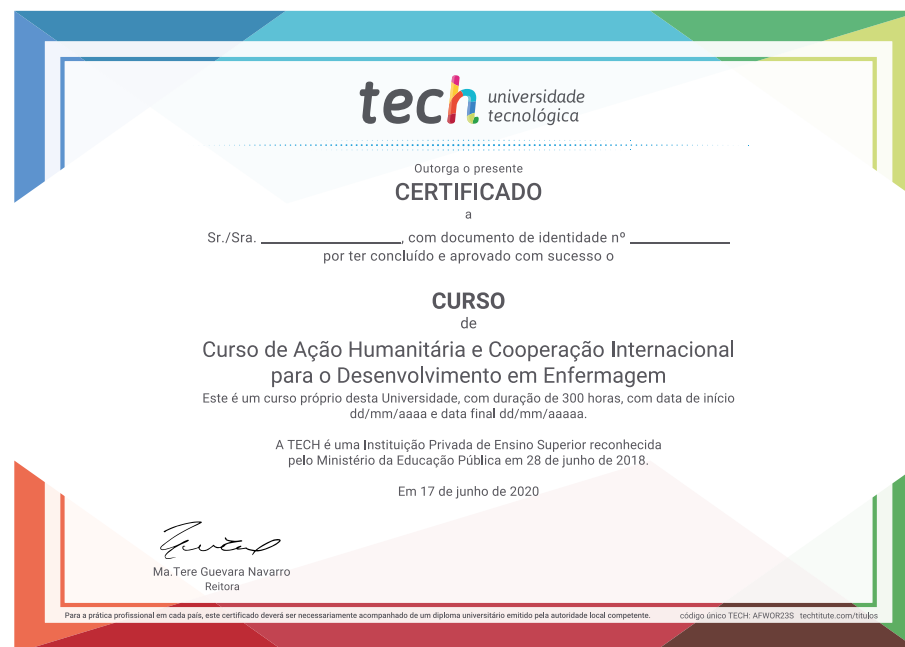 tech universidade
tecnológica
Outorga o presente
CERTIFICADO
a
Sr./Sra. ____________________, com documento de identidade nº ______________
por ter concluído e aprovado com sucesso o
CURSO
de
Curso de Ação Humanitária e Cooperação Internacional
para o Desenvolvimento em Enfermagem
Este é um curso próprio desta Universidade, com duração de 300 horas, com data de início
dd/mm/aaaa e data final dd/mm/aaaaa.
A TECH é uma Instituição Privada de Ensino Superior reconhecida
pelo Ministério da Educação Pública em 28 de junho de 2018.
Em 17 de junho de 2020
Ma.Tere Guevara Navarro
Reitora
Para a prática profissional em cada país, este certificado deverá ser necessariamente acompanhado de um diploma universitário emitido pela autoridade local competente. código único TECH: AFWOR23S techtitute.com/titulos